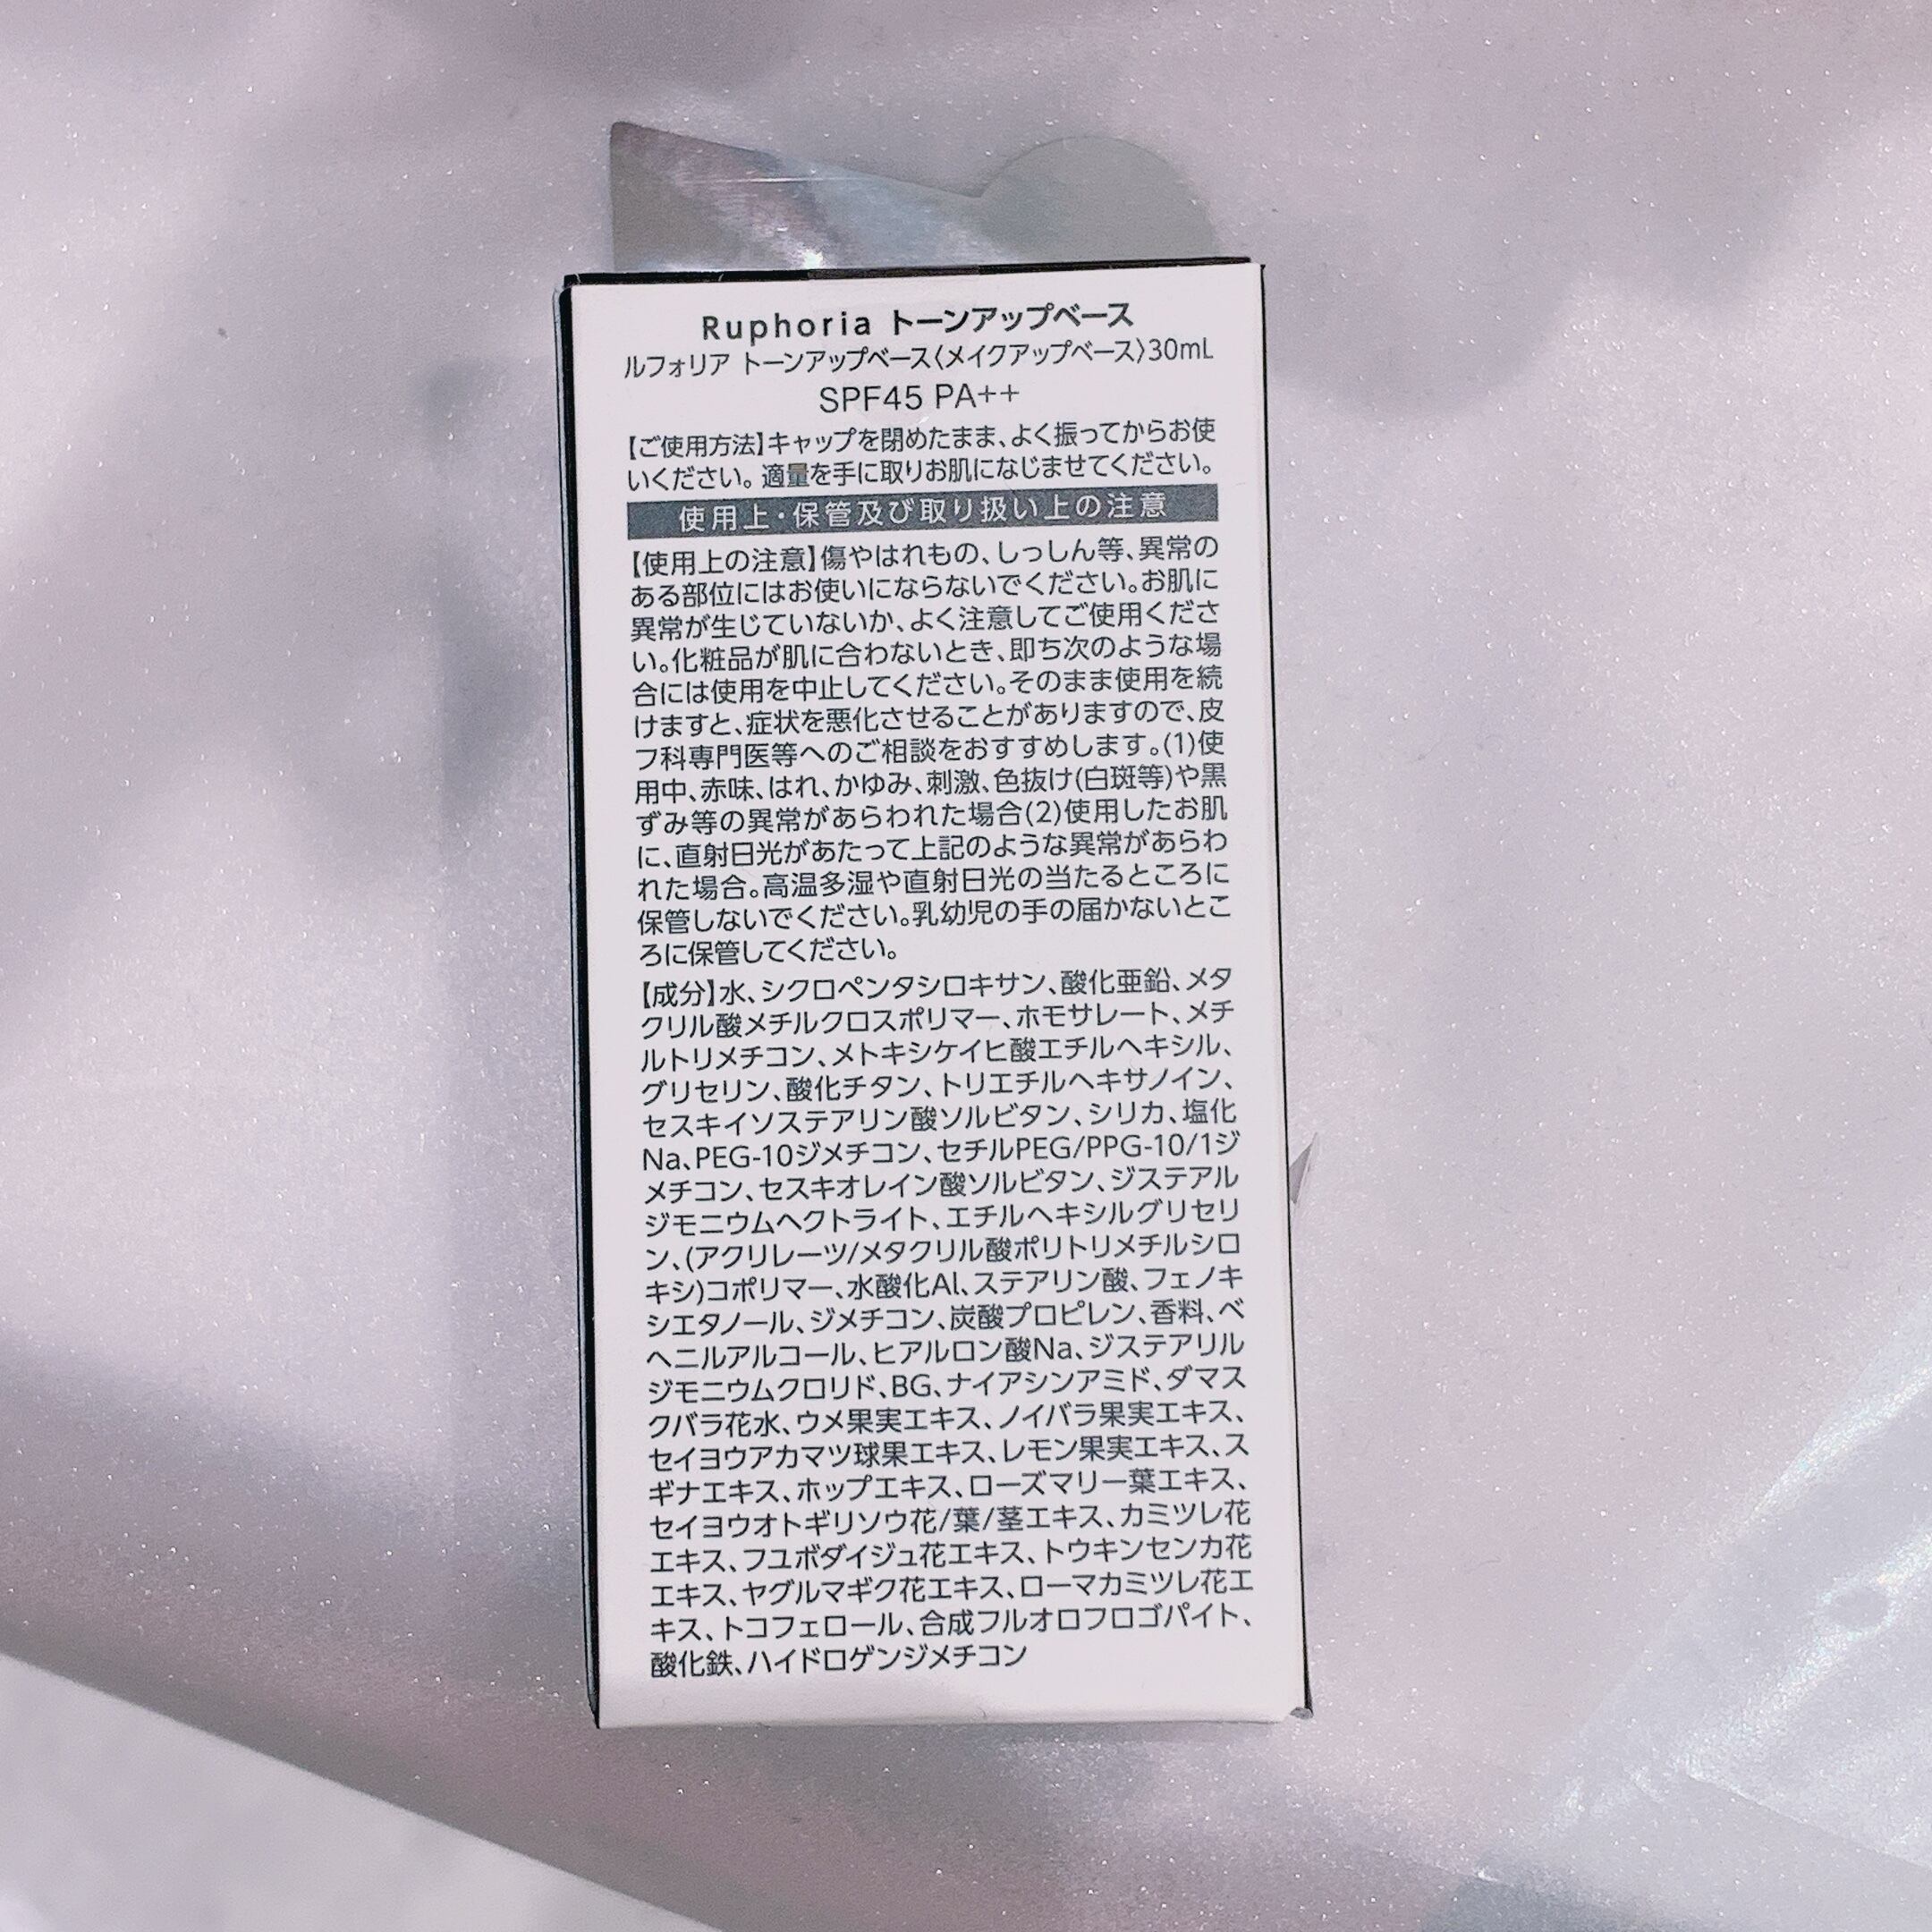 Ruphoria トーンアップベース
ルフォリア トーンアップベース〈メイクアップベース〉30mL
SPF45 PA++
【ご使用方法】キャップを閉めたまま、よく振ってからお使
いください。適量を手に取りお肌になじませてください。
使用上・保管及び取り扱い上の注意
【使用上の注意】傷やはれもの、しっしん等、異常の
ある部位にはお使いにならないでください。お肌に
異常が生じていないか、よく注意してご使用くださ
い。化粧品が肌に合わないとき、即ち次のような場
合には使用を中止してください。そのまま使用を続
けますと、症状を悪化させることがありますので、皮
フ科専門医等へのご相談をおすすめします。(1)使
用中、赤味、はれ、かゆみ、刺激、色抜け(白斑等)や黒
ずみ等の異常があらわれた場合(2)使用したお肌
に、直射日光があたって上記のような異常があらわ
れた場合。高温多湿や直射日光の当たるところに
保管しないでください。乳幼児の手の届かないとこ
ろに保管してください。
【成分】水、シクロペンタシロキサン、酸化亜鉛、メタ
クリル酸メチルクロスポリマー、ホモサレート、メチ
ルトリメチコン、メトキシケイヒ酸エチルヘキシル、
グリセリン、酸化チタン、トリエチルヘキサノイン、
セスキイソステアリン酸ソルビタン、シリカ、塩化
Na、PEG-10ジメチコン、セチルPEG/PPG-10/1ジ
メチコン、セスキオレイン酸ソルビタン、ジステアル
ジモニウムヘクトライト、エチルヘキシルグリセリ
ン、(アクリレーツ/メタクリル酸ポリトリメチルシロ
キシ)コポリマー、水酸化Al、ステアリン酸、フェノキ
シエタノール、ジメチコン、炭酸プロピレン、香料、ベ
ヘニルアルコール、ヒアルロン酸Na、ジステアリル
ジモニウムクロリド、BG、ナイアシンアミド、ダマス
クバラ花水、ウメ果実エキス、ノイバラ果実エキス、
セイヨウアカマツ球果エキス、レモン果実エキス、ス
ギナエキス、ホップエキス、ローズマリー葉エキス、
セイヨウオトギリソウ花/葉/茎エキス、カミツレ花
エキス、フユボダイジュ花エキス、トウキンセンカ花
エキス、ヤグルマギク花エキス、ローマカミツレ花エ
キス、トコフェロール、合成フルオロフロゴパイト、
酸化鉄、ハイドロゲンジメチコン